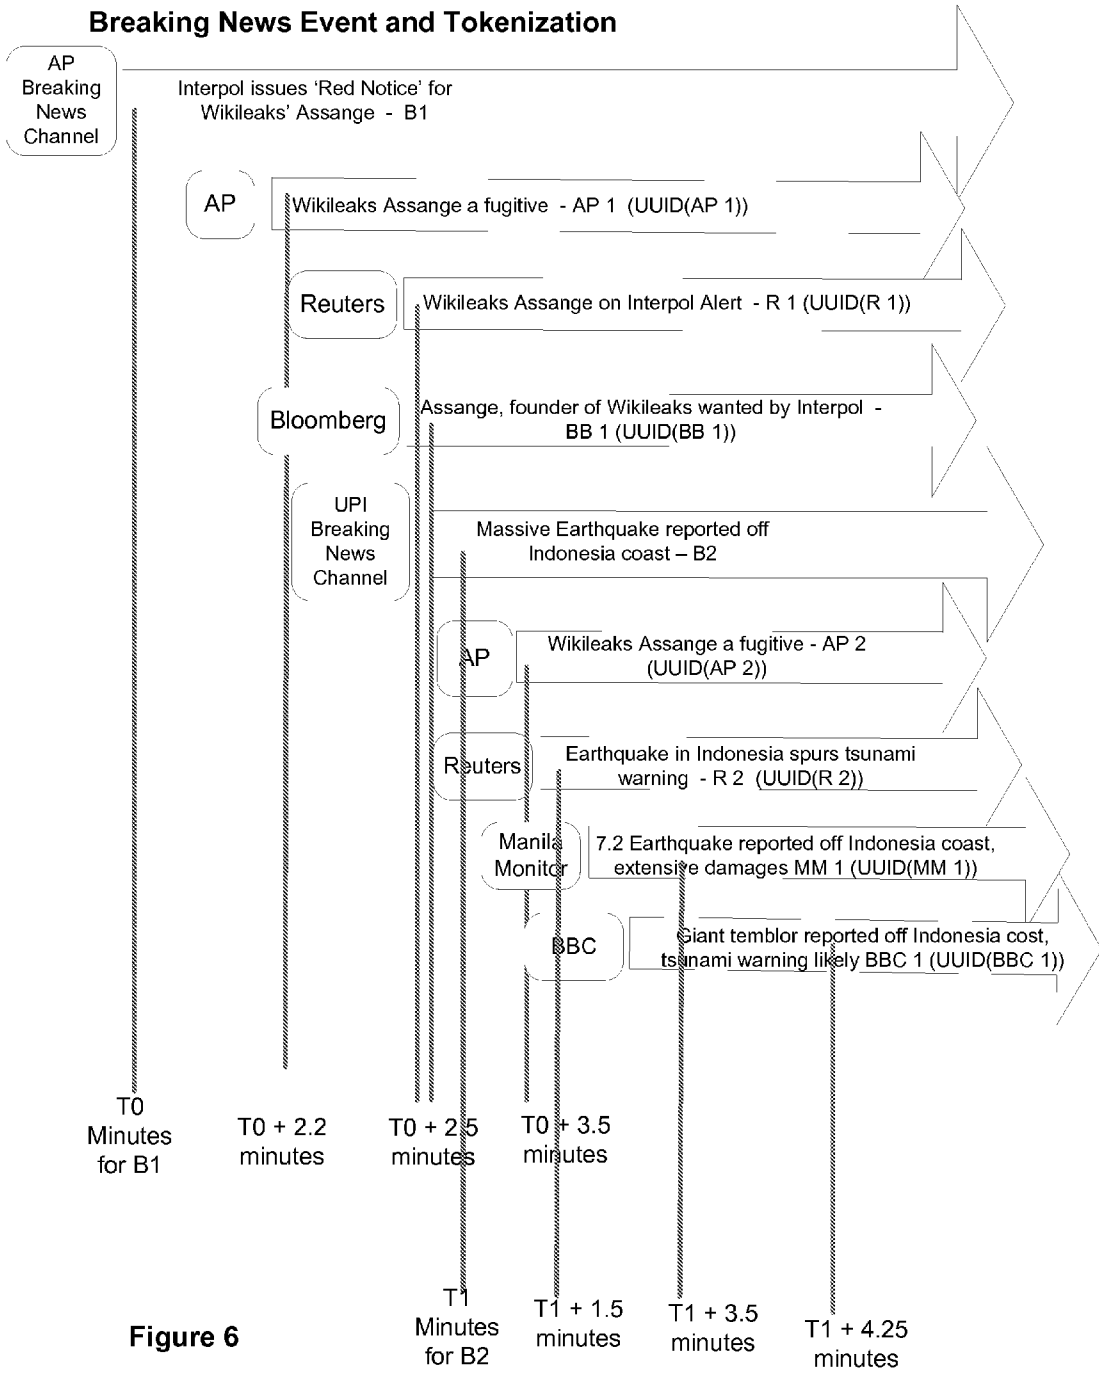 Breaking News Event and Tokenization
AP
Breaking
News
Channel
Interpol issues ‘Red Notice’ for
Wikileaks’ Assange - B1
AP
Wikileaks Assange a fugitive - AP 1 (UUID(AP 1))
Reuters
Wikileaks Assange on Interpol Alert - R 1 (UUID(R 1))
Bloomberg
Assange, founder of Wikileaks wanted by Interpol -
BB 1 (UUID(BB 1))
UPI
Breaking
News
Channel
Massive Earthquake reported off
Indonesia coast – B2
AP
Wikileaks Assange a fugitive - AP 2
(UUID(AP 2))
Reuters
Earthquake in Indonesia spurs tsunami
warning - R 2 (UUID(R 2))
Manila
Monitor
7.2 Earthquake reported off Indonesia coast,
extensive damages MM 1 (UUID(MM 1))
BBC
Giant temblor reported off Indonesia cost,
tsunami warning likely BBC 1 (UUID(BBC 1))
T0
Minutes
for B1
T0 + 2.2
minutes
T0 + 2.5
minutes
T0 + 3.5
minutes
T1
Minutes
for B2
T1 + 1.5
minutes
T1 + 3.5
minutes
T1 + 4.25
minutes
Figure 6